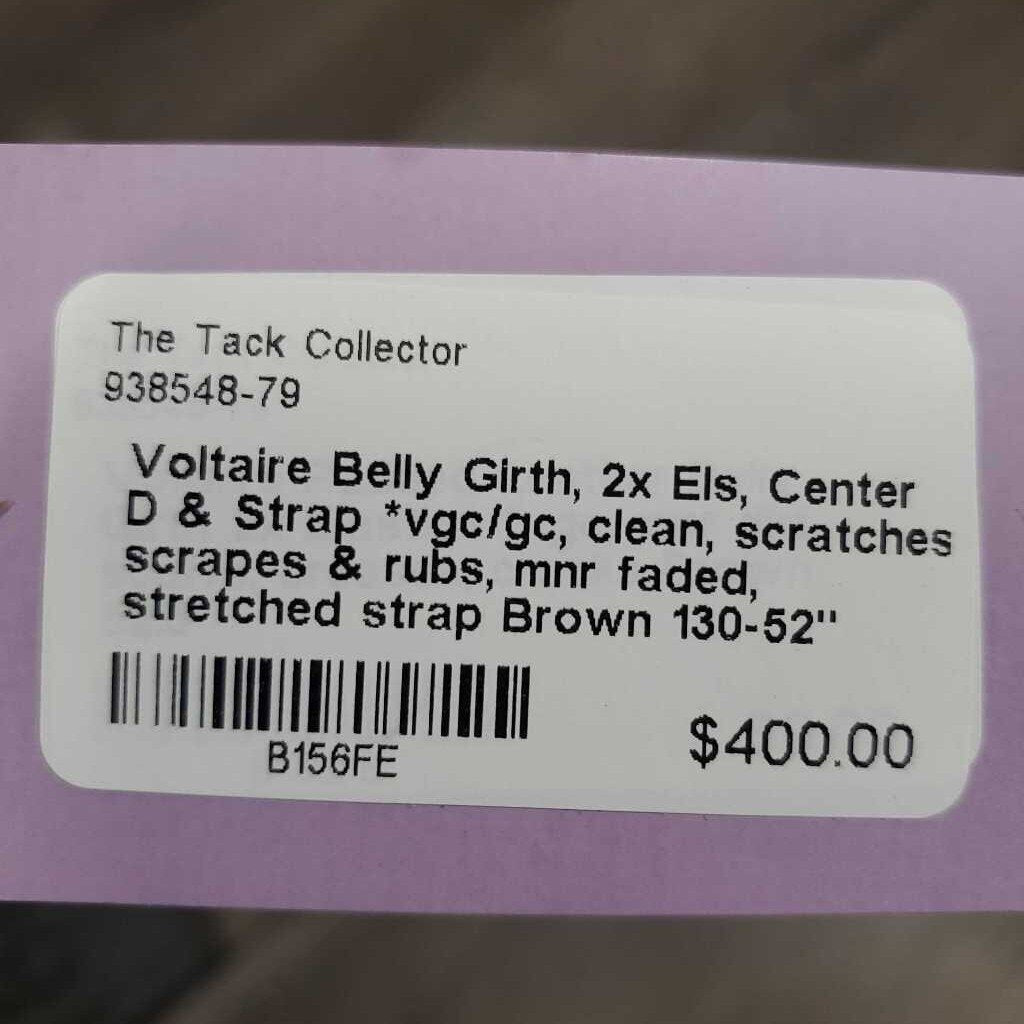 The Tack Collector
938548-79
Voltaire Belly Girth, 2x Els, Center
D & Strap *vgc/gc, clean, scratches
scrapes & rubs, mnr faded,
stretched strap Brown 130-52"
B156FE
$400.00